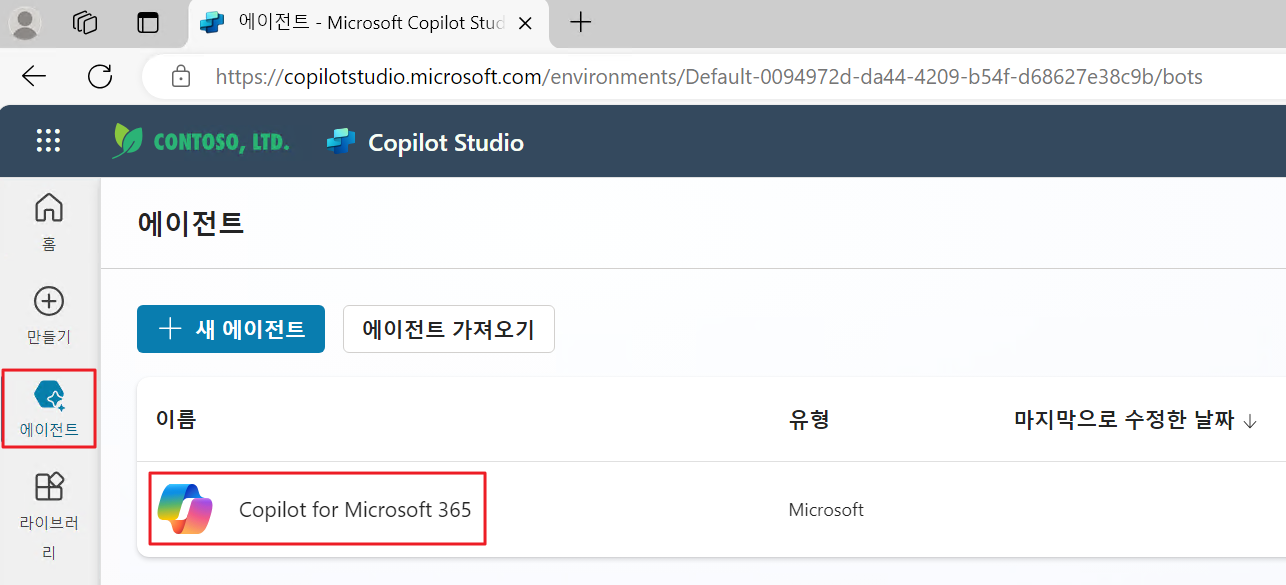 에이전트 - Microsoft Copilot Stud
https://copilotstudio.microsoft.com/environments/Default-0094972d-da44-4209-b54f-d68627e38c9b/bots
CONTOSO, LTD. Copilot Studio
홈
만들기
에이전트
라이브러
리
에이전트
새 에이전트 에이전트 가져오기
이름 유형 마지막으로 수정한 날짜 ↓
Copilot for Microsoft 365 Microsoft